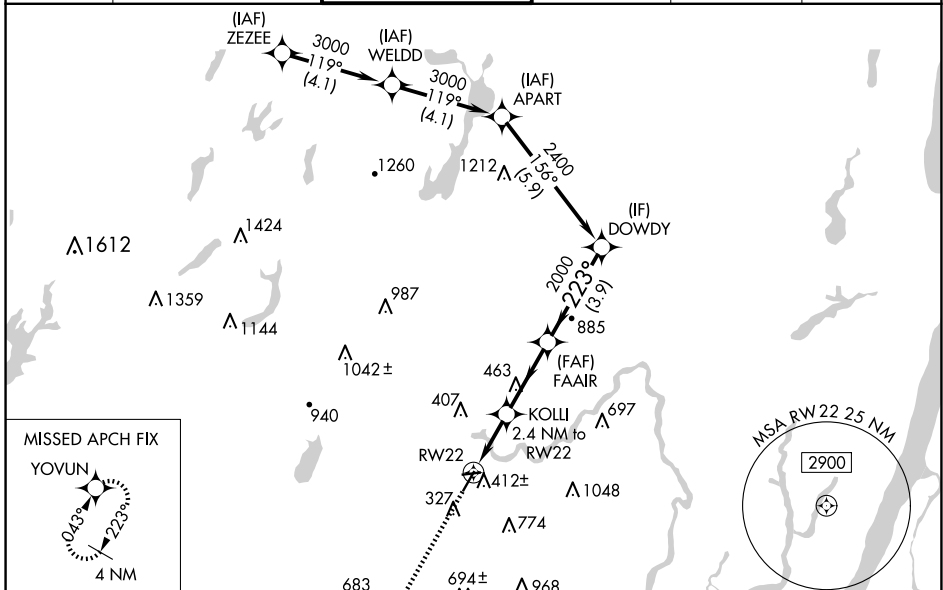 (IAF)
ZEZEE
3000
119°
(4.1)
(IAF)
WELDD
3000
119°
(4.1)
(IAF)
APART
1260
1212
2400
156°
(5.9)
(IF)
DOWDY
1424
1612
2000
223°
(3.9)
1359
987
1144
885
1042±
(FAF)
FAAIR
463
407
940
KOLLI
2.4 NM to
RW22
697
MISSED APCH FIX
YOVUN
043°
223°
4 NM
RW22
412±
327
1048
774
MSA RW 22 25 NM
2900
683
694±
968